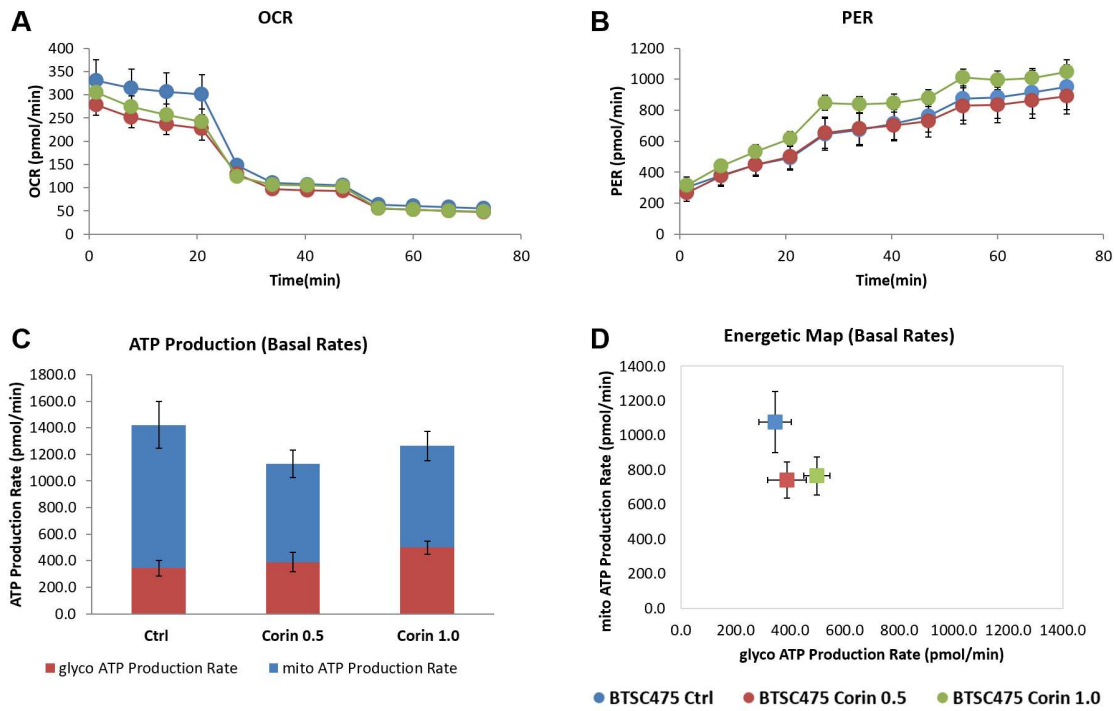 A
OCR
OCR (pmol/min)
400
350
300
250
200
150
100
50
0
0 20 40 60 80
Time(min)
B
PER
PER (pmol/min)
1200
1000
800
600
400
200
0
0 20 40 60 80
Time(min)
C
ATP Production (Basal Rates)
ATP Production Rate (pmol/min)
1800.0
1600.0
1400.0
1200.0
1000.0
800.0
600.0
400.0
200.0
0.0
Ctrl Corin 0.5 Corin 1.0
glyco ATP Production Rate mito ATP Production Rate
D
Energetic Map (Basal Rates)
mito ATP Production Rate (pmol/min)
1400.0
1200.0
1000.0
800.0
600.0
400.0
200.0
0.0
0.0 200.0 400.0 600.0 800.0 1000.0 1200.0 1400.0
glyco ATP Production Rate (pmol/min)
BTSC475 Ctrl BTSC475 Corin 0.5 BTSC475 Corin 1.0